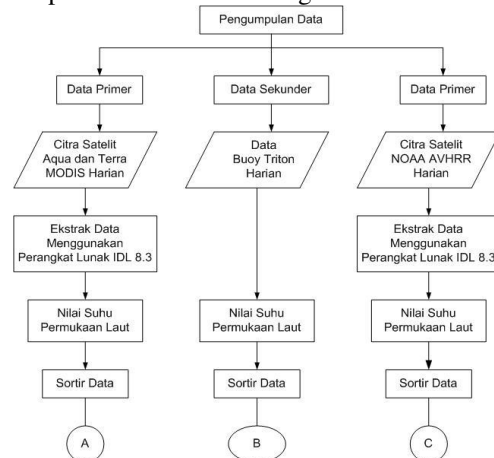 Pengumpulan Data
Data Primer
Data Sekunder
Data Primer
Citra Satelit
Aqua dan Terra
MODIS Harian
Data
Buoy Triton
Harian
Citra Satelit
NOAA AVHRR
Harian
Ekstrak Data
Menggunakan
Perangkat Lunak IDL 8.3
Ekstrak Data
Menggunakan
Perangkat Lunak IDL 8.3
Nilai Suhu
Permukaan Laut
Nilai Suhu
Permukaan Laut
Nilai Suhu
Permukaan Laut
Sortir Data
Sortir Data
Sortir Data
A
B
C